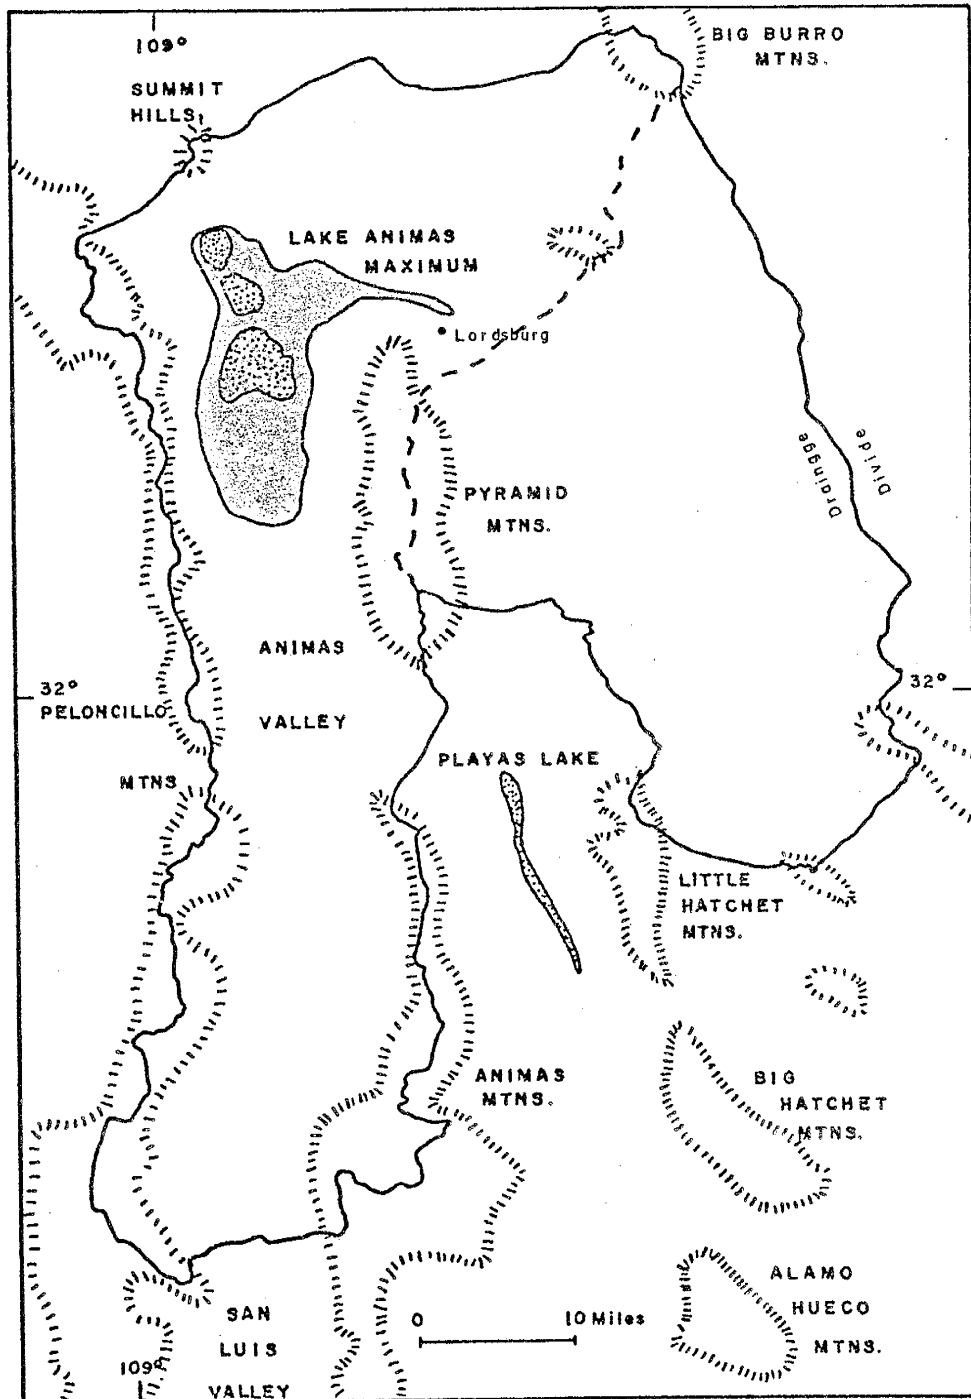 109°
BIG BURRO
MTNS.
SUMMIT
HILLS
LAKE ANIMAS
MAXIMUM
Lordsburg
PYRAMID
MTNS.
Draingge
Divide
ANIMAS
VALLEY
32°
32°
PELONCILLO
MTNS
PLAYAS LAKE
LITTLE
HATCHET
MTNS.
ANIMAS
MTNS.
BIG
HATCHET
MTNS.
ALAMO
HUECO
MTNS.
0 10 Miles
SAN
LUIS
VALLEY
109°